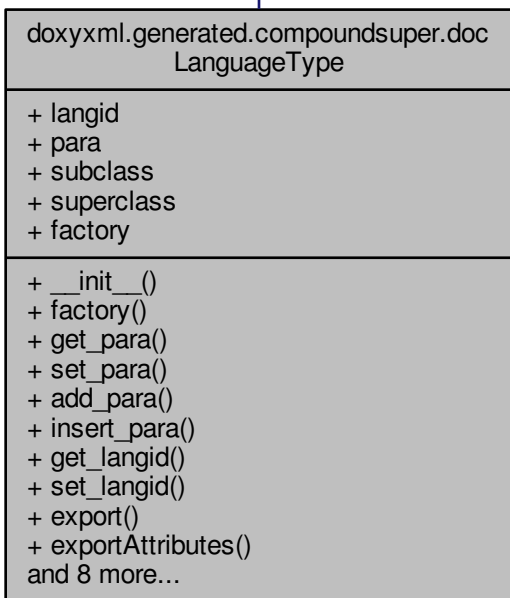 doxyxml.generated.compoundsuper.doc
LanguageType
+ langid
+ para
+ subclass
+ superclass
+ factory
+ __init__()
+ factory()
+ get_para()
+ set_para()
+ add_para()
+ insert_para()
+ get_langid()
+ set_langid()
+ export()
+ exportAttributes()
and 8 more...